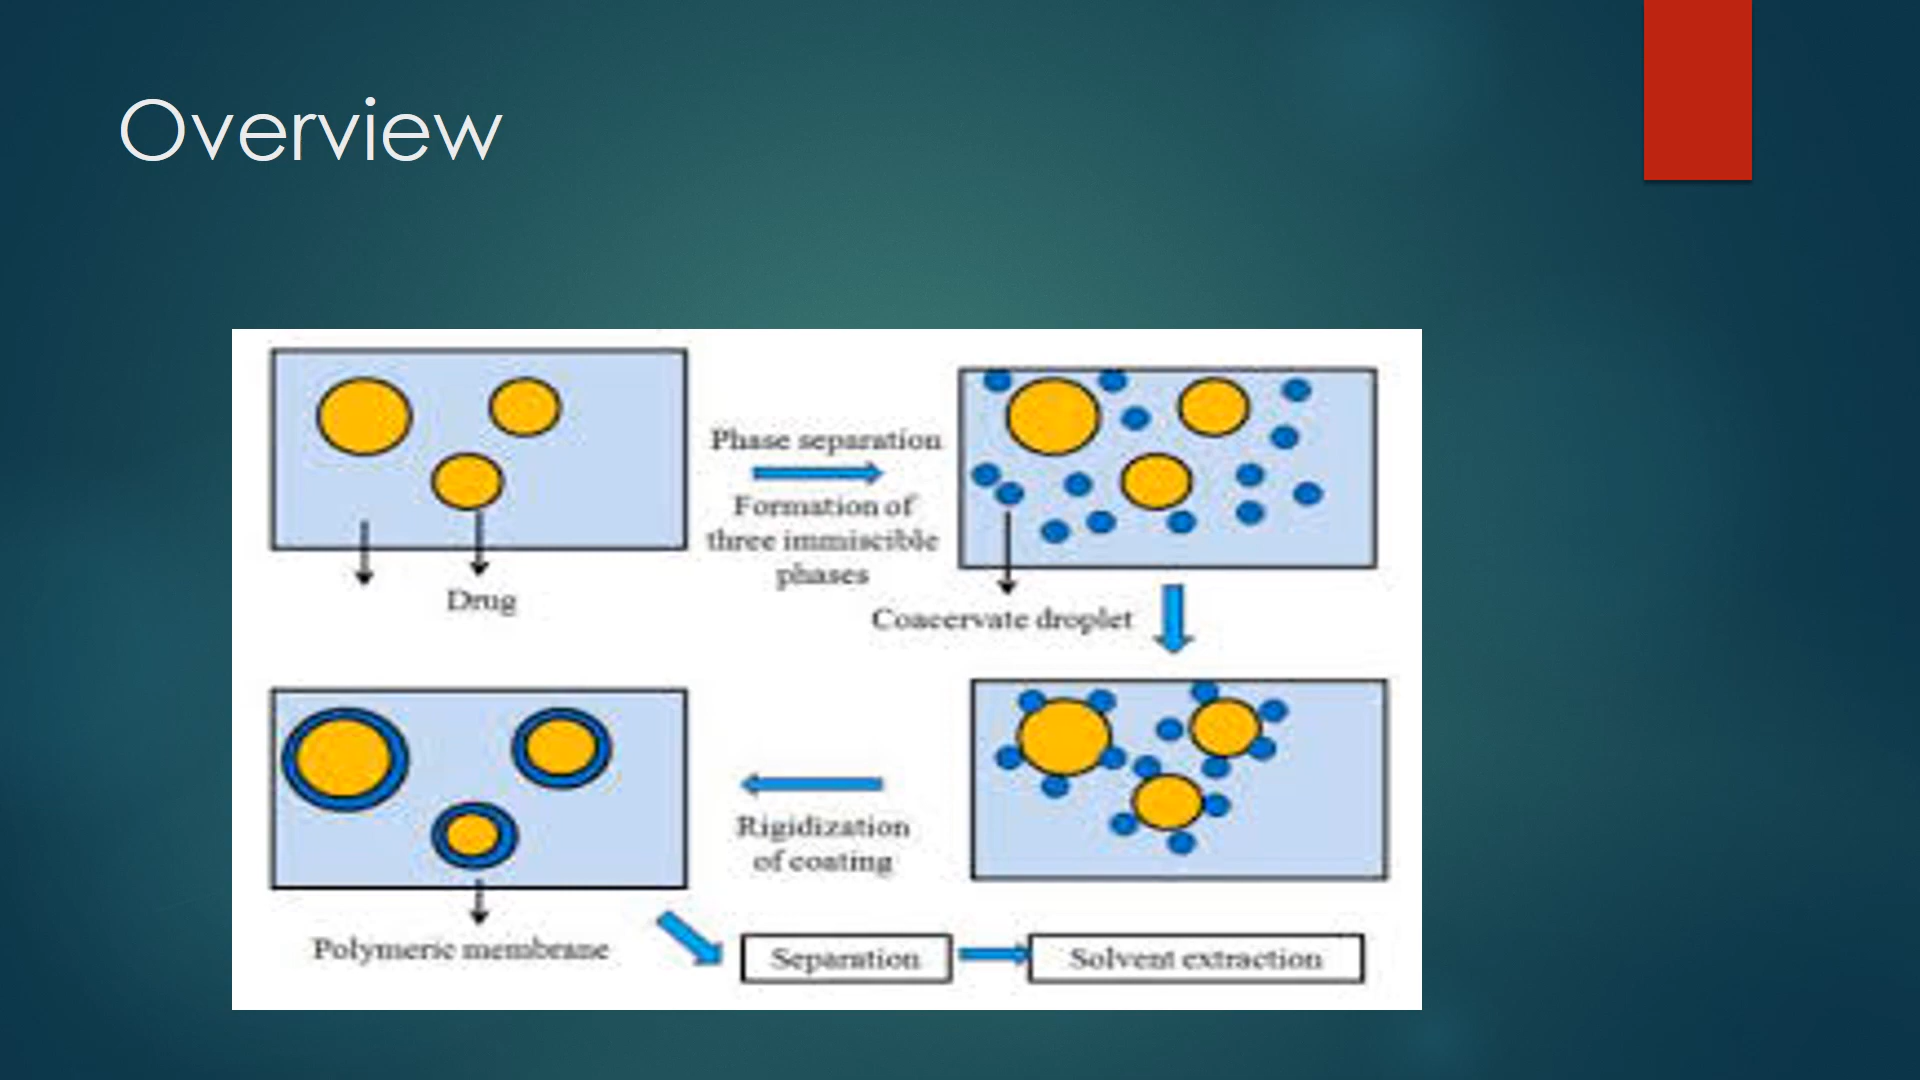 Overview
Phase separation
Formation of
three immiscible
phases
Drug
Coacervate droplet
Rigidization
of coating
Polymeric membrane
Separation
Solvent extraction